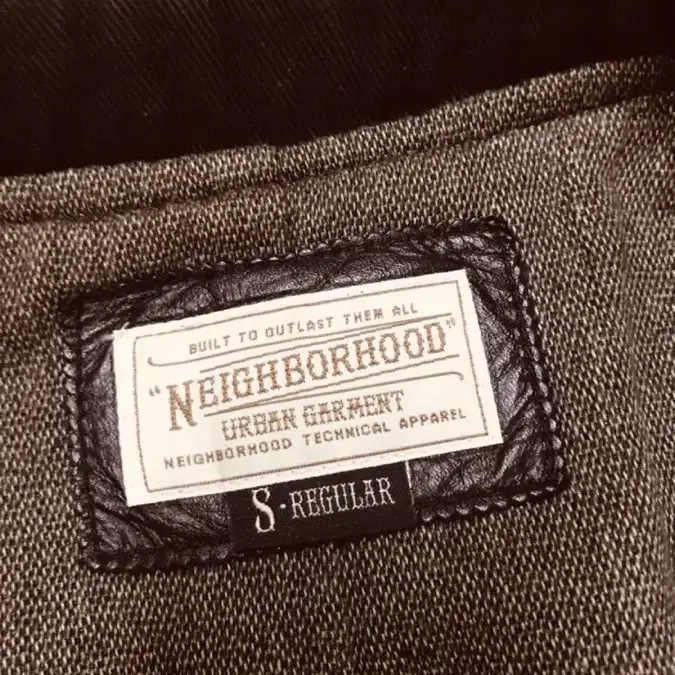 BUILT TO OUTLAST THEM ALL
"NEIGHBORHOOD"
URBAN GARMENT
NEIGHBORHOOD TECHNICAL APPAREL
S·REGULAR